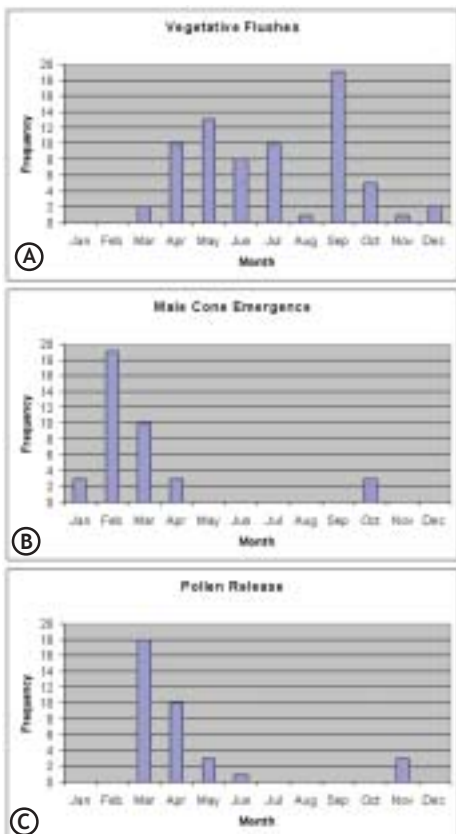 Vegetative Flushes
20
18
16
14
12
10
8
6
4
2
0
Frequency
Jan Feb Mar Apr May Jun Jul Aug Sep Oct Nov Dec
Month
A
Male Cone Emergence
20
18
16
14
12
10
8
6
4
2
0
Frequency
Jan Feb Mar Apr May Jun Jul Aug Sep Oct Nov Dec
Month
B
Pollen Release
20
18
16
14
12
10
8
6
4
2
0
Frequency
Jan Feb Mar Apr May Jun Jul Aug Sep Oct Nov Dec
Month
C